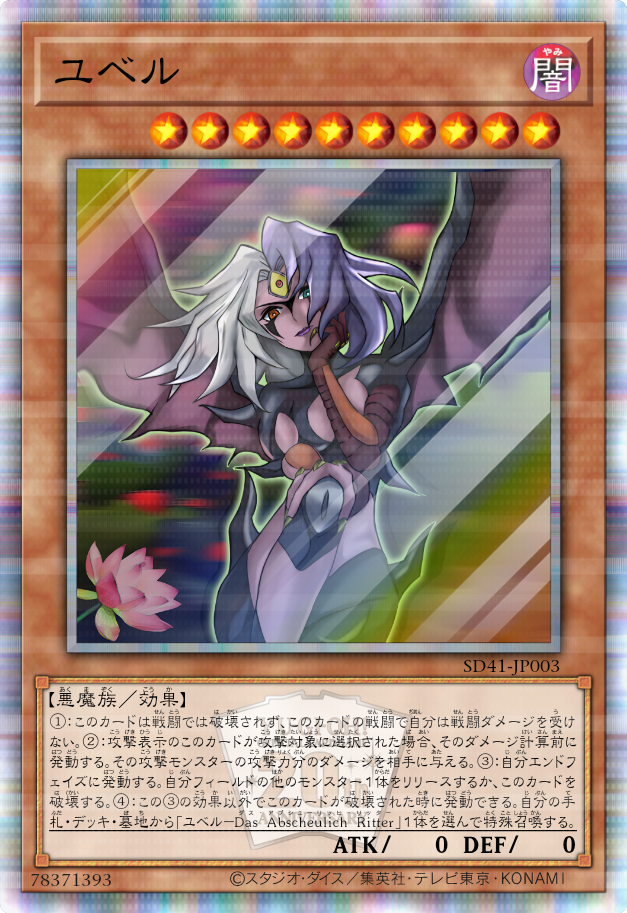 ユベル
やみ
闇
SD41-JP003
【悪魔族／効果】
①：このカードは戦闘では破壊されず、このカードの戦闘で自分は戦闘ダメージを受け
ない。②：攻撃表示のこのカードが攻撃対象に選択された場合、そのダメージ計算前に
発動する。その攻撃モンスターの攻撃力分のダメージを相手に与える。③：自分エンドフ
ェイズに発動する。自分フィールドの他のモンスター１体をリリースするか、このカードを
破壊する。④：この③の効果以外でこのカードが破壊された時に発動できる。自分の手
札・デッキ・墓地から「ユベル－Das Abscheulich Ritter」１体を選んで特殊召喚する。
ATK/ 0 DEF/ 0
78371393
©スタジオ・ダイス／集英社・テレビ東京・KONAMI